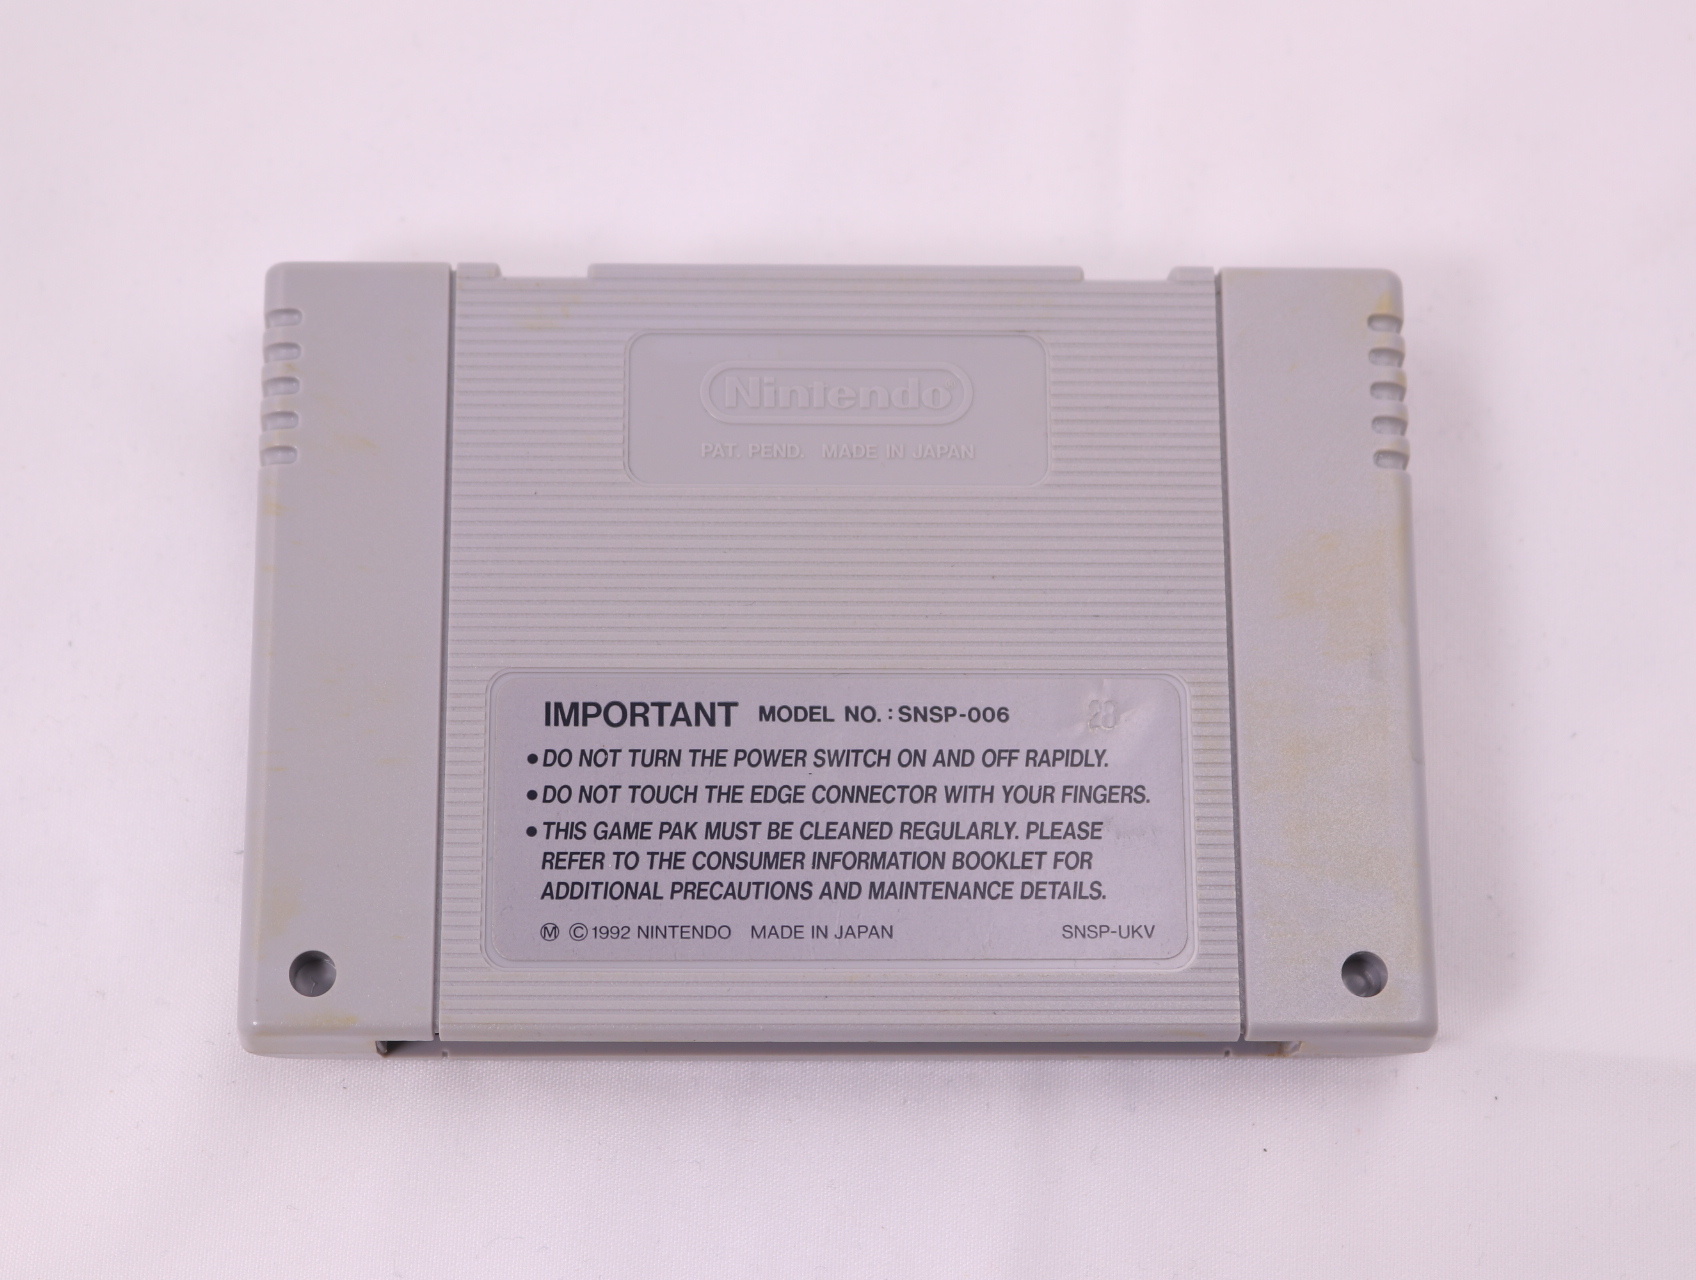 Nintendo
PAT. PEND. MADE IN JAPAN
IMPORTANT MODEL NO. : SNSP-006
28
•DO NOT TURN THE POWER SWITCH ON AND OFF RAPIDLY.
•DO NOT TOUCH THE EDGE CONNECTOR WITH YOUR FINGERS.
•THIS GAME PAK MUST BE CLEANED REGULARLY. PLEASE
REFER TO THE CONSUMER INFORMATION BOOKLET FOR
ADDITIONAL PRECAUTIONS AND MAINTENANCE DETAILS.
Ⓜ ©1992 NINTENDO MADE IN JAPAN SNSP-UKV